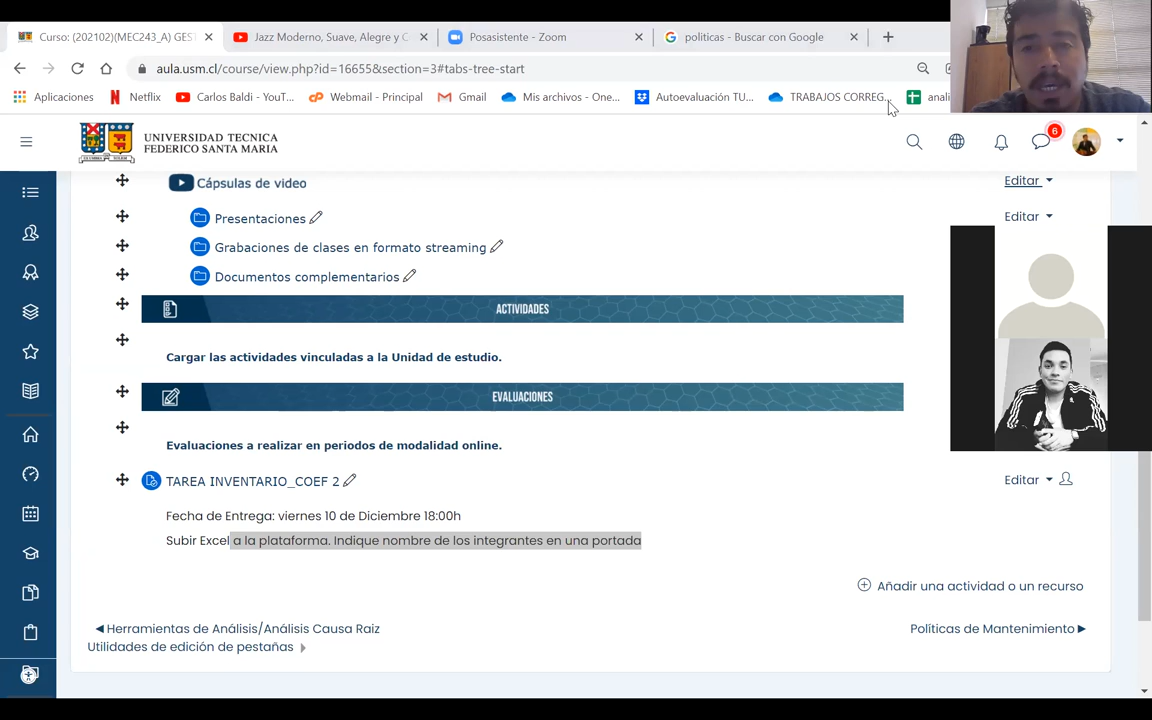 Curso: (202102)(MEC243_A) GES
Jazz Moderno, Suave, Alegre y C
Posasistente - Zoom
politicas - Buscar con Google
aula.usm.cl/course/view.php?id=16655&section=3#tabs-tree-start
Aplicaciones
Netflix
Carlos Baldi - YouT...
Webmail - Principal
Gmail
Mis archivos - One...
Autoevaluación TU...
TRABAJOS CORREG...
anali
UNIVERSIDAD TECNICA
FEDERICO SANTA MARIA
6
Cápsulas de video
Editar
Presentaciones
Editar
Grabaciones de clases en formato streaming
Documentos complementarios
ACTIVIDADES
Cargar las actividades vinculadas a la Unidad de estudio.
EVALUACIONES
Evaluaciones a realizar en periodos de modalidad online.
TAREA INVENTARIO_COEF 2
Editar
Fecha de Entrega: viernes 10 de Diciembre 18:00h
Subir Excel a la plataforma. Indique nombre de los integrantes en una portada
Añadir una actividad o un recurso
Herramientas de Análisis/Análisis Causa Raiz
Políticas de Mantenimiento
Utilidades de edición de pestañas